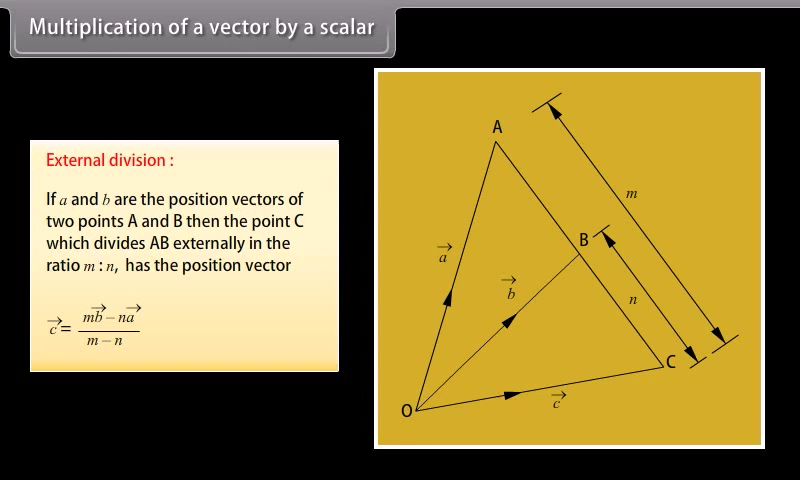 Multiplication of a vector by a scalar
External division :
If a and b are the position vectors of
two points A and B then the point C
which divides AB externally in the
ratio m : n, has the position vector
c⃗ = (mb⃗ – na⃗) / (m – n)
A
m
B
a⃗
b⃗
n
C
O
c⃗